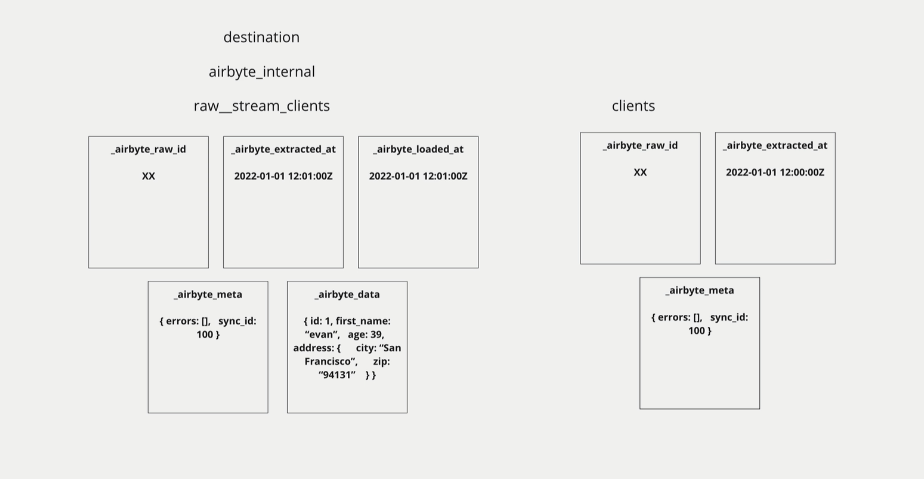 destination
airbyte_internal
raw__stream_clients
clients
_airbyte_raw_id
XX
_airbyte_extracted_at
2022-01-01 12:01:00Z
_airbyte_loaded_at
2022-01-01 12:01:00Z
_airbyte_raw_id
XX
_airbyte_extracted_at
2022-01-01 12:00:00Z
_airbyte_meta
{ errors: [], sync_id:
100 }
_airbyte_data
{ id: 1, first_name:
“evan”, age: 39,
address: { city: “San
Francisco”, zip:
“94131” } }
_airbyte_meta
{ errors: [], sync_id:
100 }